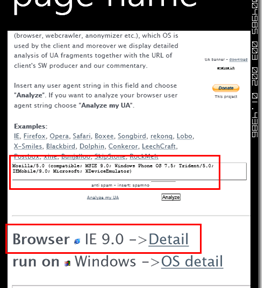 page name
(browser, webcrawler, anonymizer etc.), which OS is
used by the client and moreover we display detailed
analysis of UA fragments together with the URL of
client's SW producer and our commentary.
UA banner - download
Donate
This project
Insert any user agent string in this field and choose
"Analyze". If you want to analyze your browser user
agent string choose "Analyze my UA".
Examples:
IE, Firefox, Opera, Safari, Boxee, Songbird, rekonq, Lobo,
X-Smiles, Blackbird, Dolphin, Conkeror, LeechCraft,
Mozilla/5.0 (compatible; MSIE 9.0; Windows Phone OS 7.5; Trident/5.0;
IEMobile/9.0; Microsoft; XDeviceEmulator)
anti spam - insert:
Analyze my UA
Analyze
Browser IE 9.0 ->Detail
run on Windows ->OS detail